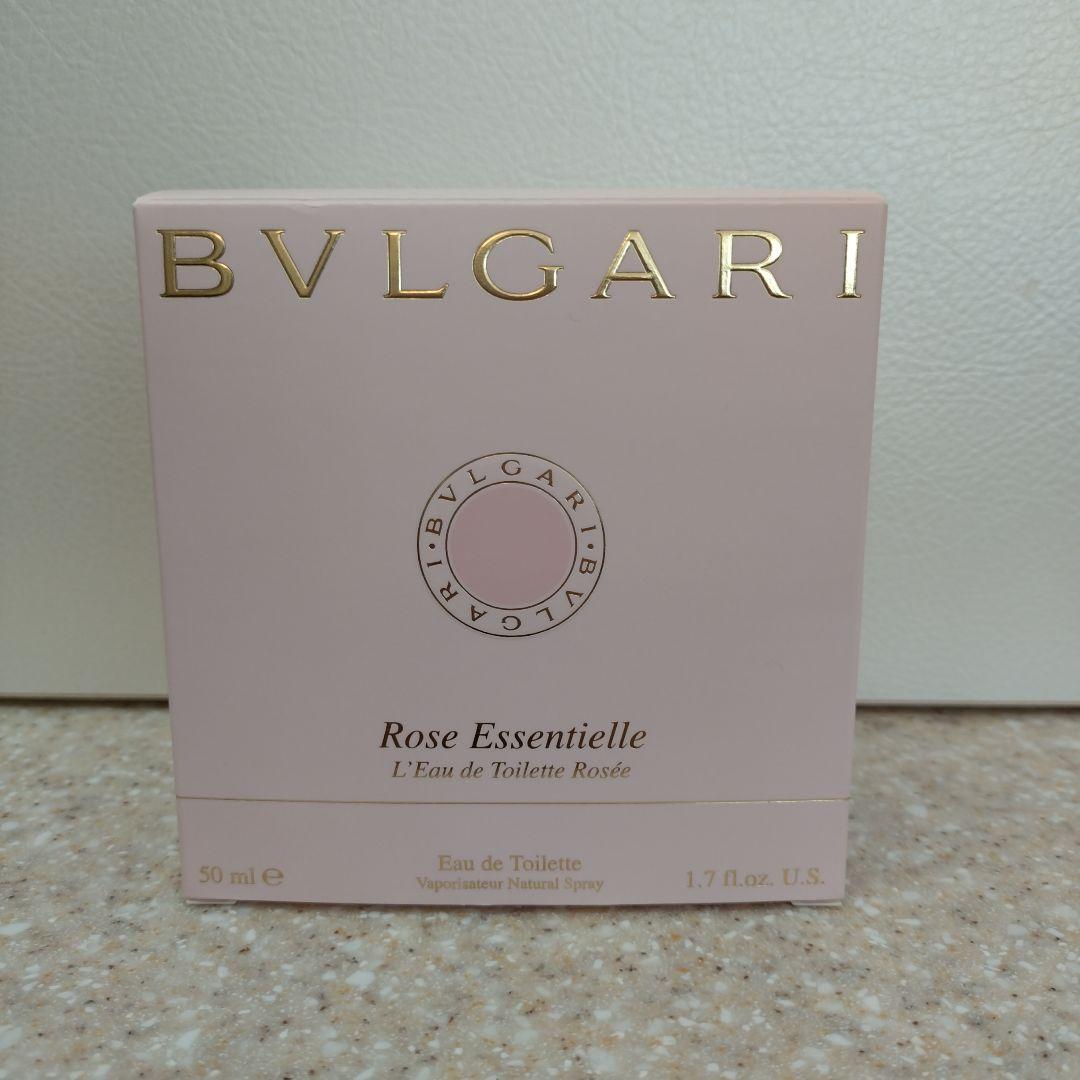 BVLGARI
BVLGARI • BVLGARI •
Rose Essentielle
L'Eau de Toilette Rosée
50 ml ℮
Eau de Toilette
Vaporisateur Natural Spray
1.7 fl.oz. U.S.